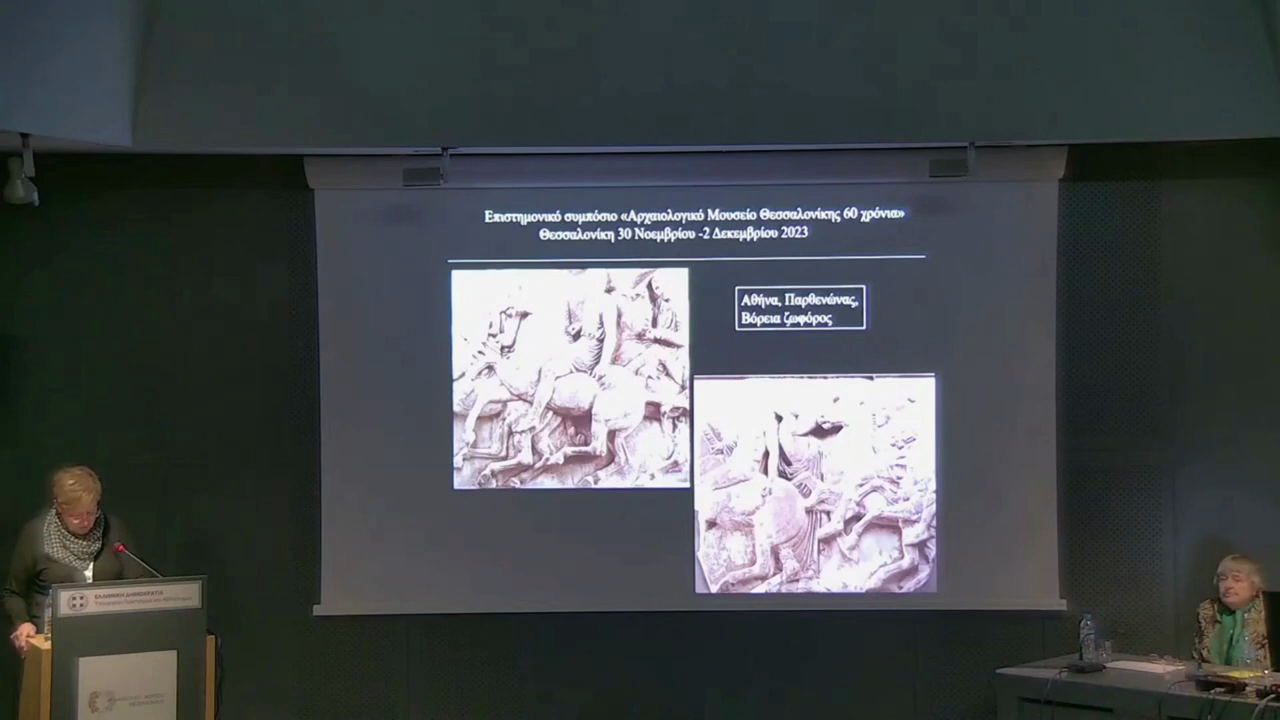 Επιστημονικό συμπόσιο «Αρχαιολογικό Μουσείο Θεσσαλονίκης 60 χρόνια»
Θεσσαλονίκη 30 Νοεμβρίου -2 Δεκεμβρίου 2023
Αθήνα, Παρθενώνας,
Βόρεια ζωφόρος
ΕΛΛΗΝΙΚΗ ΔΗΜΟΚΡΑΤΙΑ